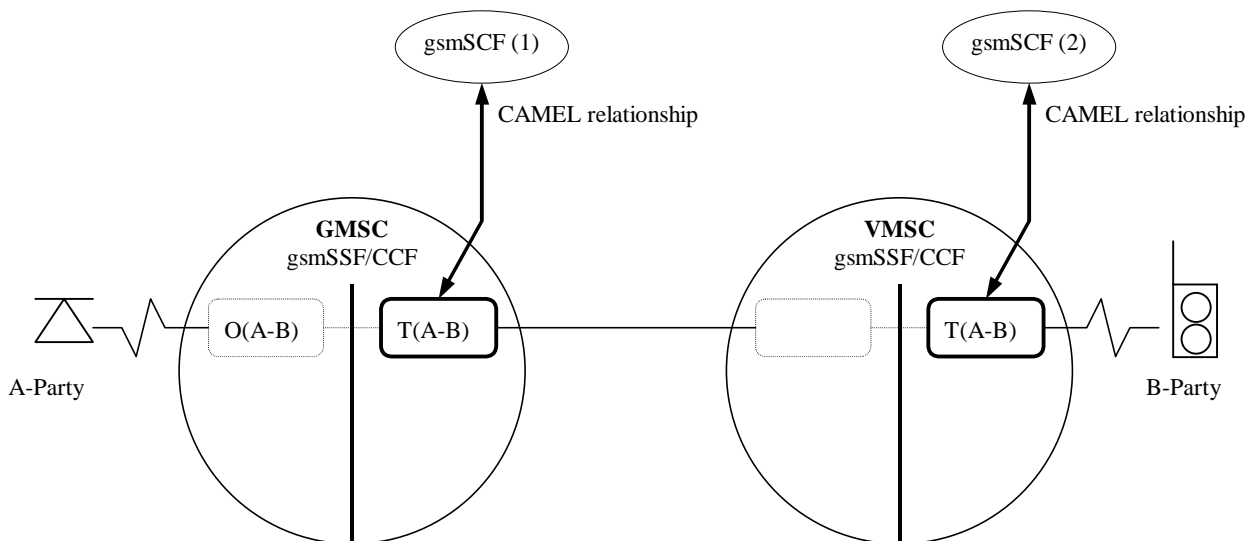 gsmSCF (1)
gsmSCF (2)
CAMEL relationship
CAMEL relationship
GMSC
gsmSSF/CCF
VMSC
gsmSSF/CCF
O(A-B)
T(A-B)
T(A-B)
A-Party
B-Party